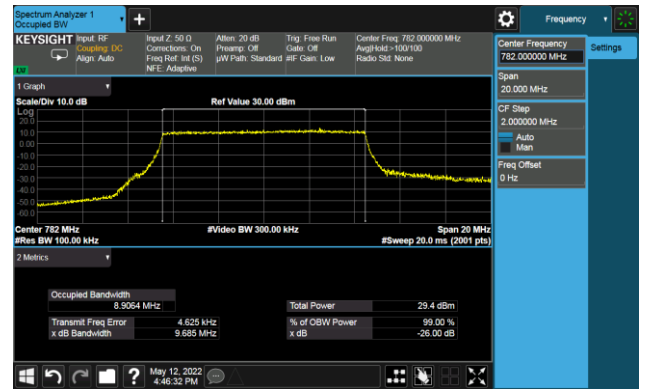 Spectrum Analyzer 1
Occupied BW
Frequency
KEYSIGHT Input: RF
Coupling: DC
Align: Auto
LXI
Input Z: 50 Ω
Corrections: On
Freq Ref: Int (S)
NFE: Adaptive
Atten: 20 dB
Preamp: Off
µW Path: Standard
Trig: Free Run
Gate: Off
#IF Gain: Low
Center Freq: 782.000000 MHz
Avg|Hold:>100/100
Radio Std: None
Center Frequency
782.000000 MHz
Settings
Span
20.000 MHz
CF Step
2.000000 MHz
Auto
Man
Freq Offset
0 Hz
1 Graph
Scale/Div 10.0 dB
Ref Value 30.00 dBm
Log
20.0
10.0
0.00
-10.0
-20.0
-30.0
-40.0
-50.0
-60.0
Center 782 MHz
#Video BW 300.00 kHz
Span 20 MHz
#Res BW 100.00 kHz
#Sweep 20.0 ms (2001 pts)
2 Metrics
Occupied Bandwidth
8.9064 MHz
Total Power 29.4 dBm
Transmit Freq Error 4.625 kHz
% of OBW Power 99.00 %
x dB Bandwidth 9.685 MHz
x dB -26.00 dB
May 12, 2022
4:46:32 PM